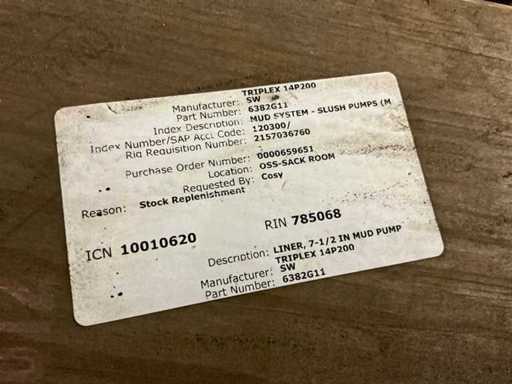 TRIPLEX 14P200
Manufacturer: SW
Part Number: 6382G11
Index Description: MUD SYSTEM - SLUSH PUMPS (M
Index Number/SAP Acct Code: 120300/
Rig Requisition Number: 2157036760
Purchase Order Number: 0000659651
Location: OSS-SACK ROOM
Requested By: Cosy
Reason: Stock Replenishment
ICN 10010620 RIN 785068
Description: LINER, 7-1/2 IN MUD PUMP
TRIPLEX 14P200
Manufacturer: SW
Part Number: 6382G11